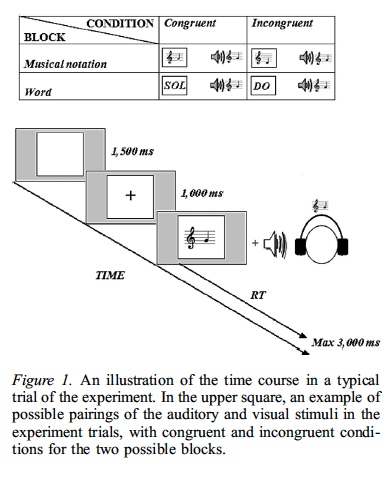 CONDITION Congruent Incongruent
BLOCK
Musical notation
Word SOL DO
1,500 ms
+ 1,000 ms
+
TIME
RT
Max 3,000 ms
Figure 1. An illustration of the time course in a typical
trial of the experiment. In the upper square, an example of
possible pairings of the auditory and visual stimuli in the
experiment trials, with congruent and incongruent condi-
tions for the two possible blocks.